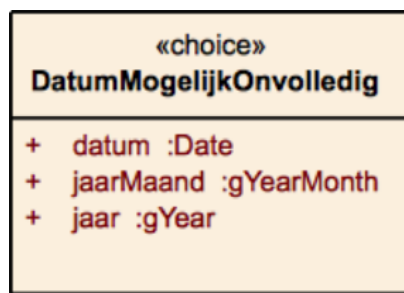 «choice»
DatumMogelijkOnvolledig
+ datum :Date
+ jaarMaand :gYearMonth
+ jaar :gYear